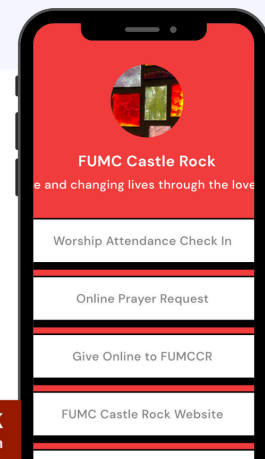 FUMC Castle Rock
e and changing lives through the love
Worship Attendance Check In
Online Prayer Request
Give Online to FUMCCR
FUMC Castle Rock Website
K
n